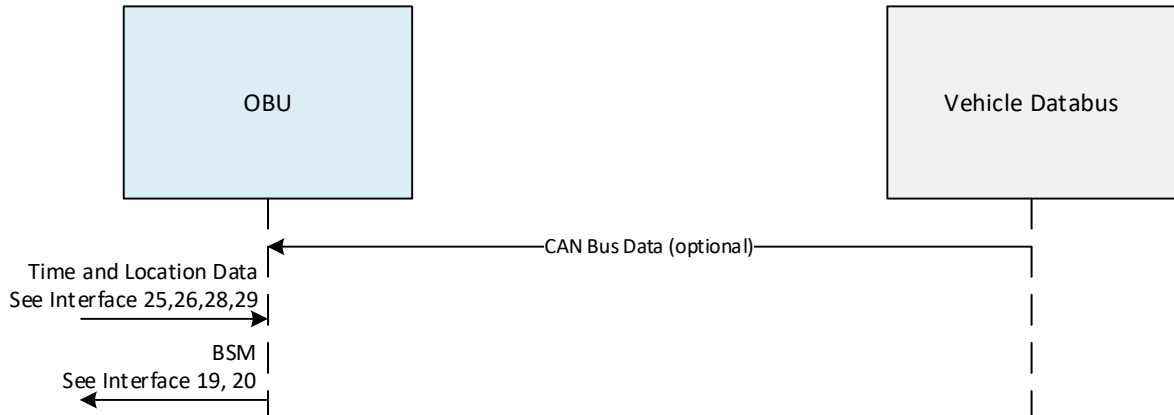 OBU
Vehicle Databus
CAN Bus Data (optional)
Time and Location Data
See Interface 25,26,28,29
BSM
See Interface 19, 20